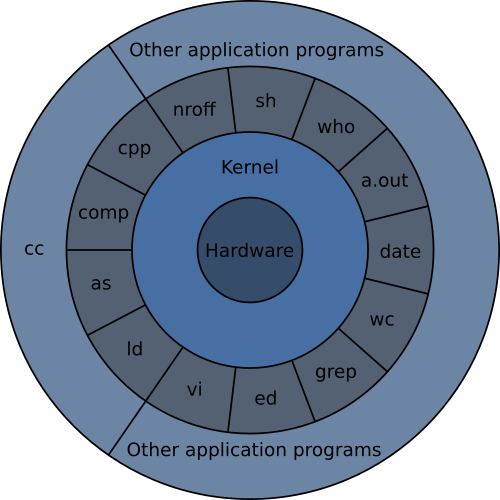 Other application programs
nroff
sh
who
cpp
Kernel
a.out
comp
cc
Hardware
date
as
wc
ld
grep
vi
ed
Other application programs